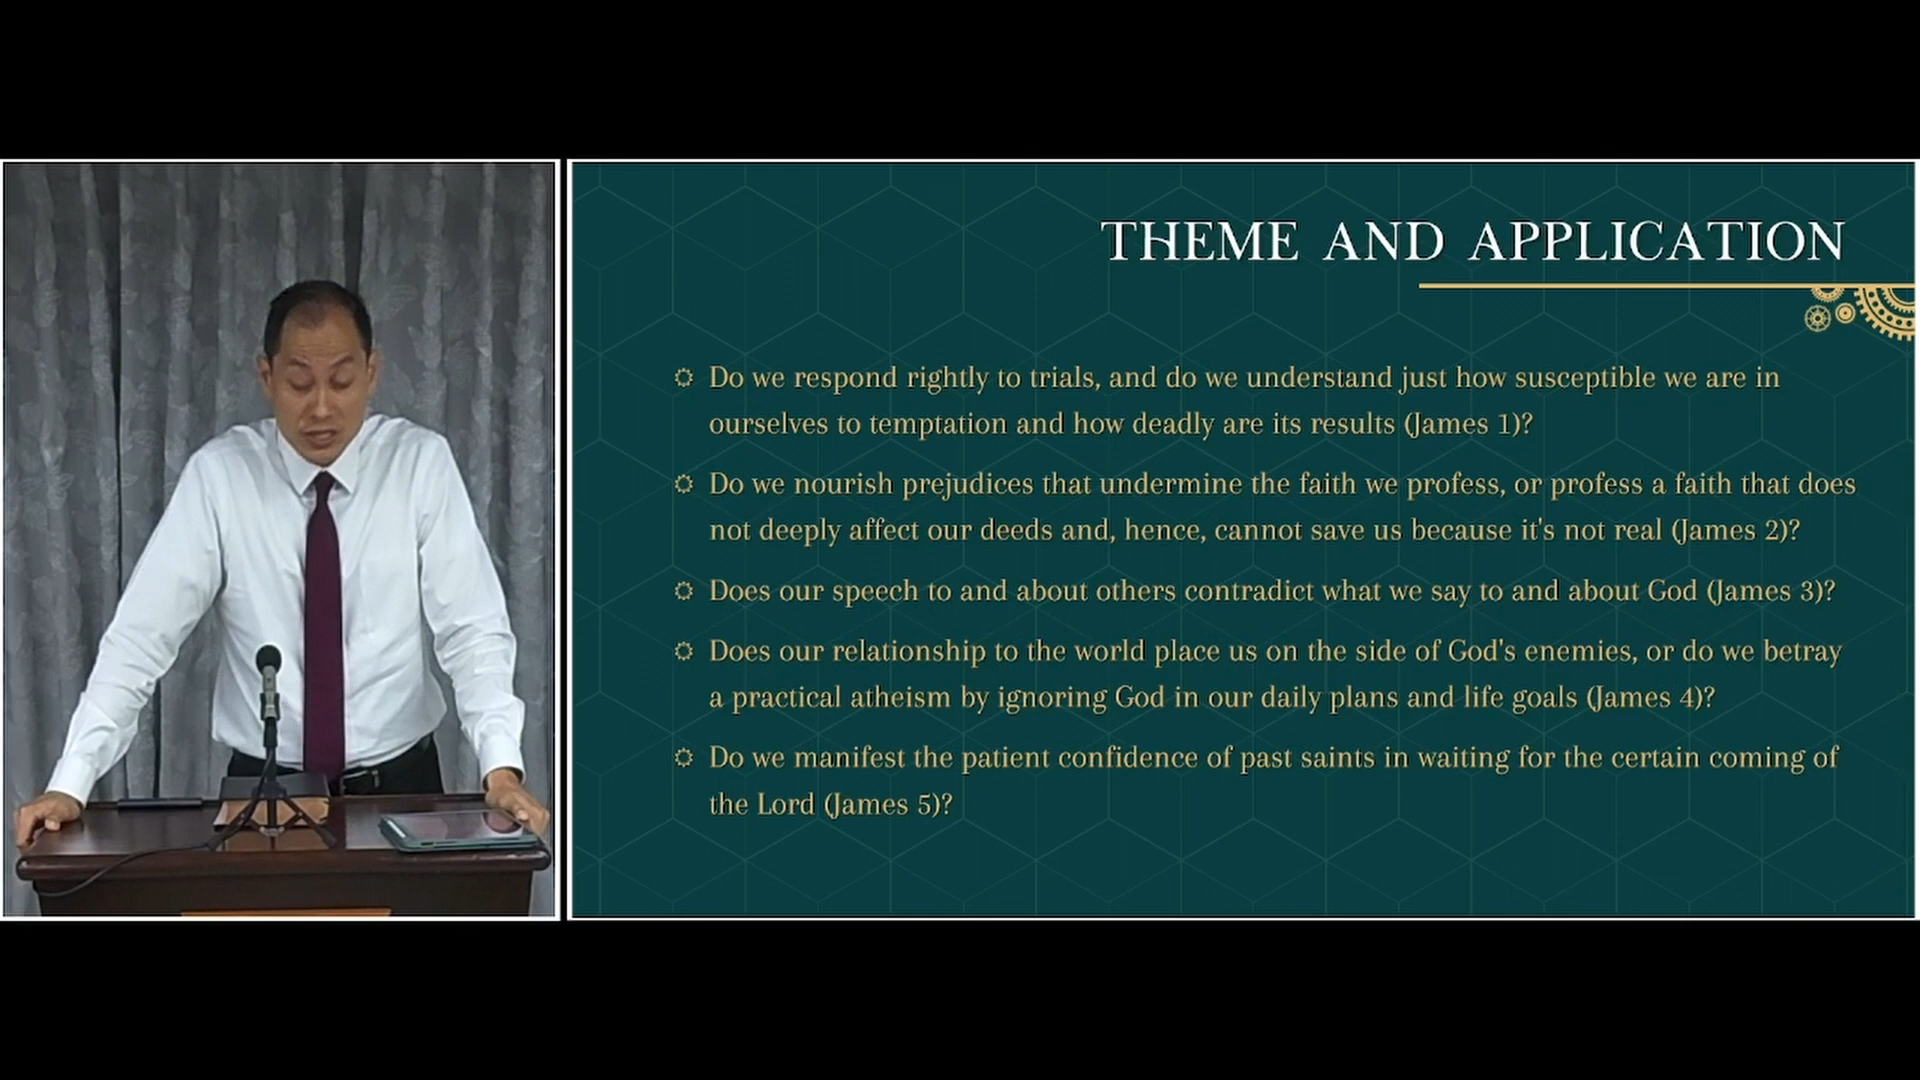 THEME AND APPLICATION
Do we respond rightly to trials, and do we understand just how susceptible we are in
ourselves to temptation and how deadly are its results (James 1)?
Do we nourish prejudices that undermine the faith we profess, or profess a faith that does
not deeply affect our deeds and, hence, cannot save us because it's not real (James 2)?
Does our speech to and about others contradict what we say to and about God (James 3)?
Does our relationship to the world place us on the side of God's enemies, or do we betray
a practical atheism by ignoring God in our daily plans and life goals (James 4)?
Do we manifest the patient confidence of past saints in waiting for the certain coming of
the Lord (James 5)?